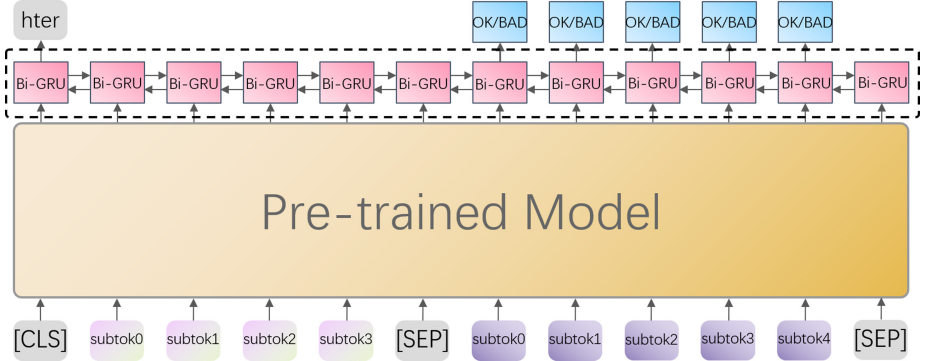 hter OK/BAD OK/BAD OK/BAD OK/BAD OK/BAD
Bi-GRU Bi-GRU Bi-GRU Bi-GRU Bi-GRU Bi-GRU Bi-GRU Bi-GRU Bi-GRU Bi-GRU Bi-GRU Bi-GRU
Pre-trained Model
[CLS] subtok0 subtok1 subtok2 subtok3 [SEP] subtok0 subtok1 subtok2 subtok3 subtok4 [SEP]